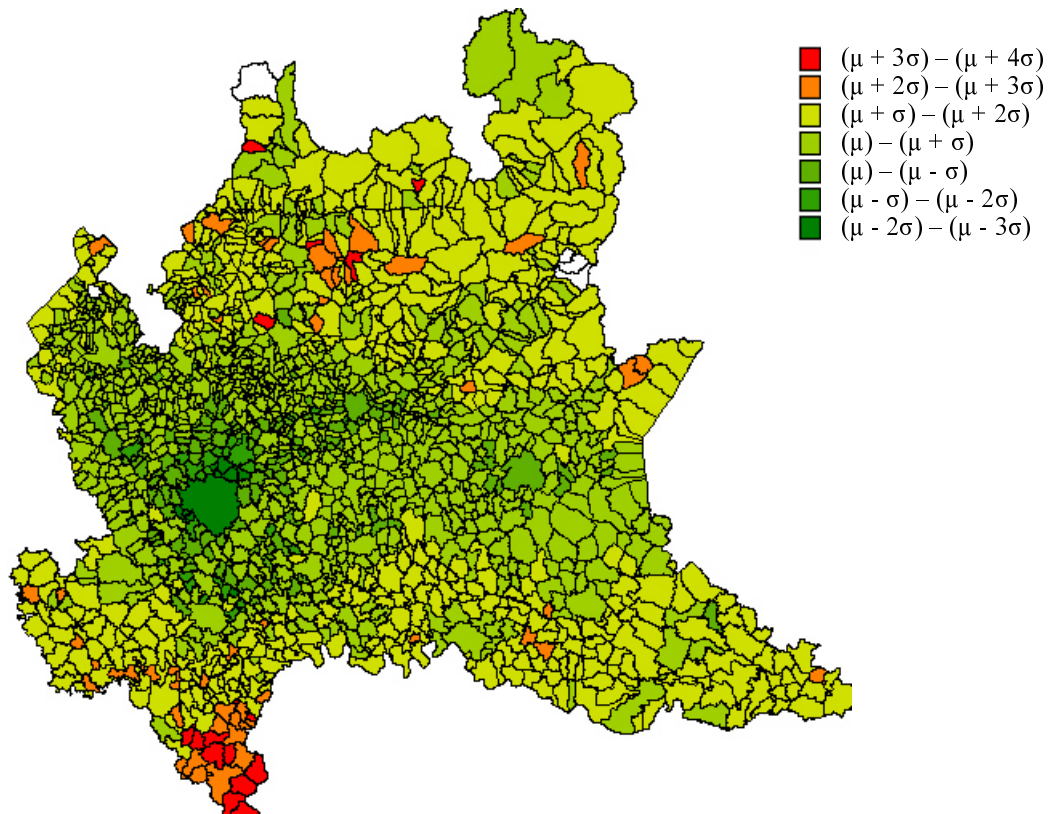 (μ + 3σ) – (μ + 4σ)
(μ + 2σ) – (μ + 3σ)
(μ + σ) – (μ + 2σ)
(μ) – (μ + σ)
(μ) – (μ - σ)
(μ - σ) – (μ - 2σ)
(μ - 2σ) – (μ - 3σ)